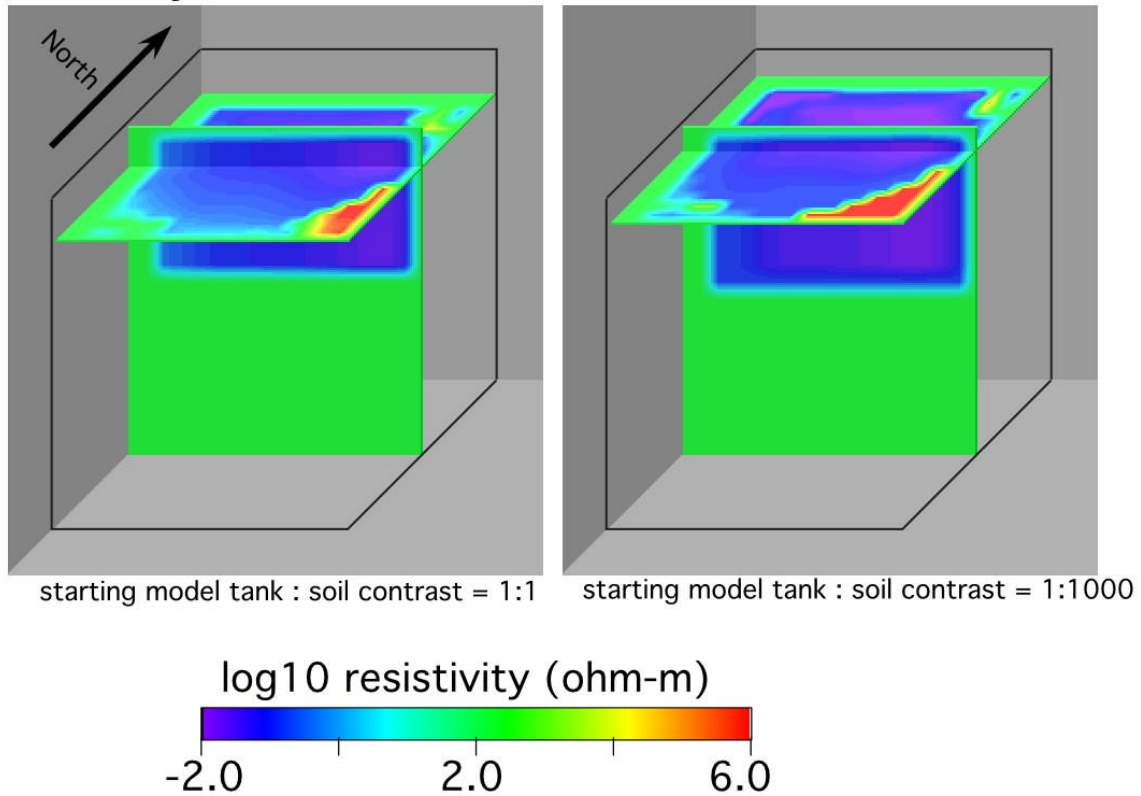 North
starting model tank : soil contrast = 1:1
starting model tank : soil contrast = 1:1000
log10 resistivity (ohm-m)
-2.0 2.0 6.0